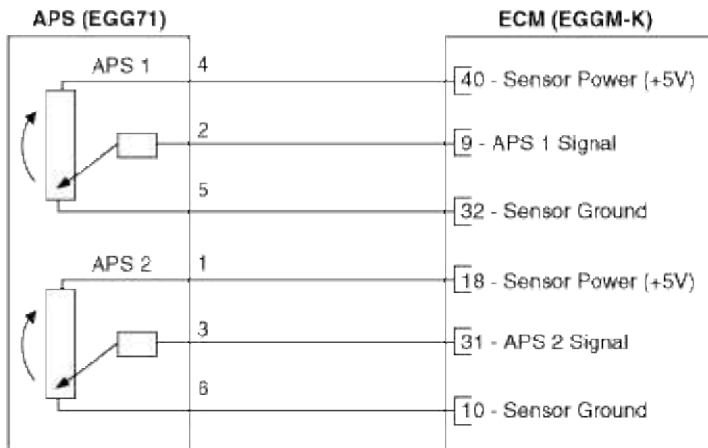 APS (EGG71) ECM (EGGM-K)
APS 1 4 40 - Sensor Power (+5V)
2 9 - APS 1 Signal
5 32 - Sensor Ground
APS 2 1 18 - Sensor Power (+5V)
3 31 - APS 2 Signal
6 10 - Sensor Ground